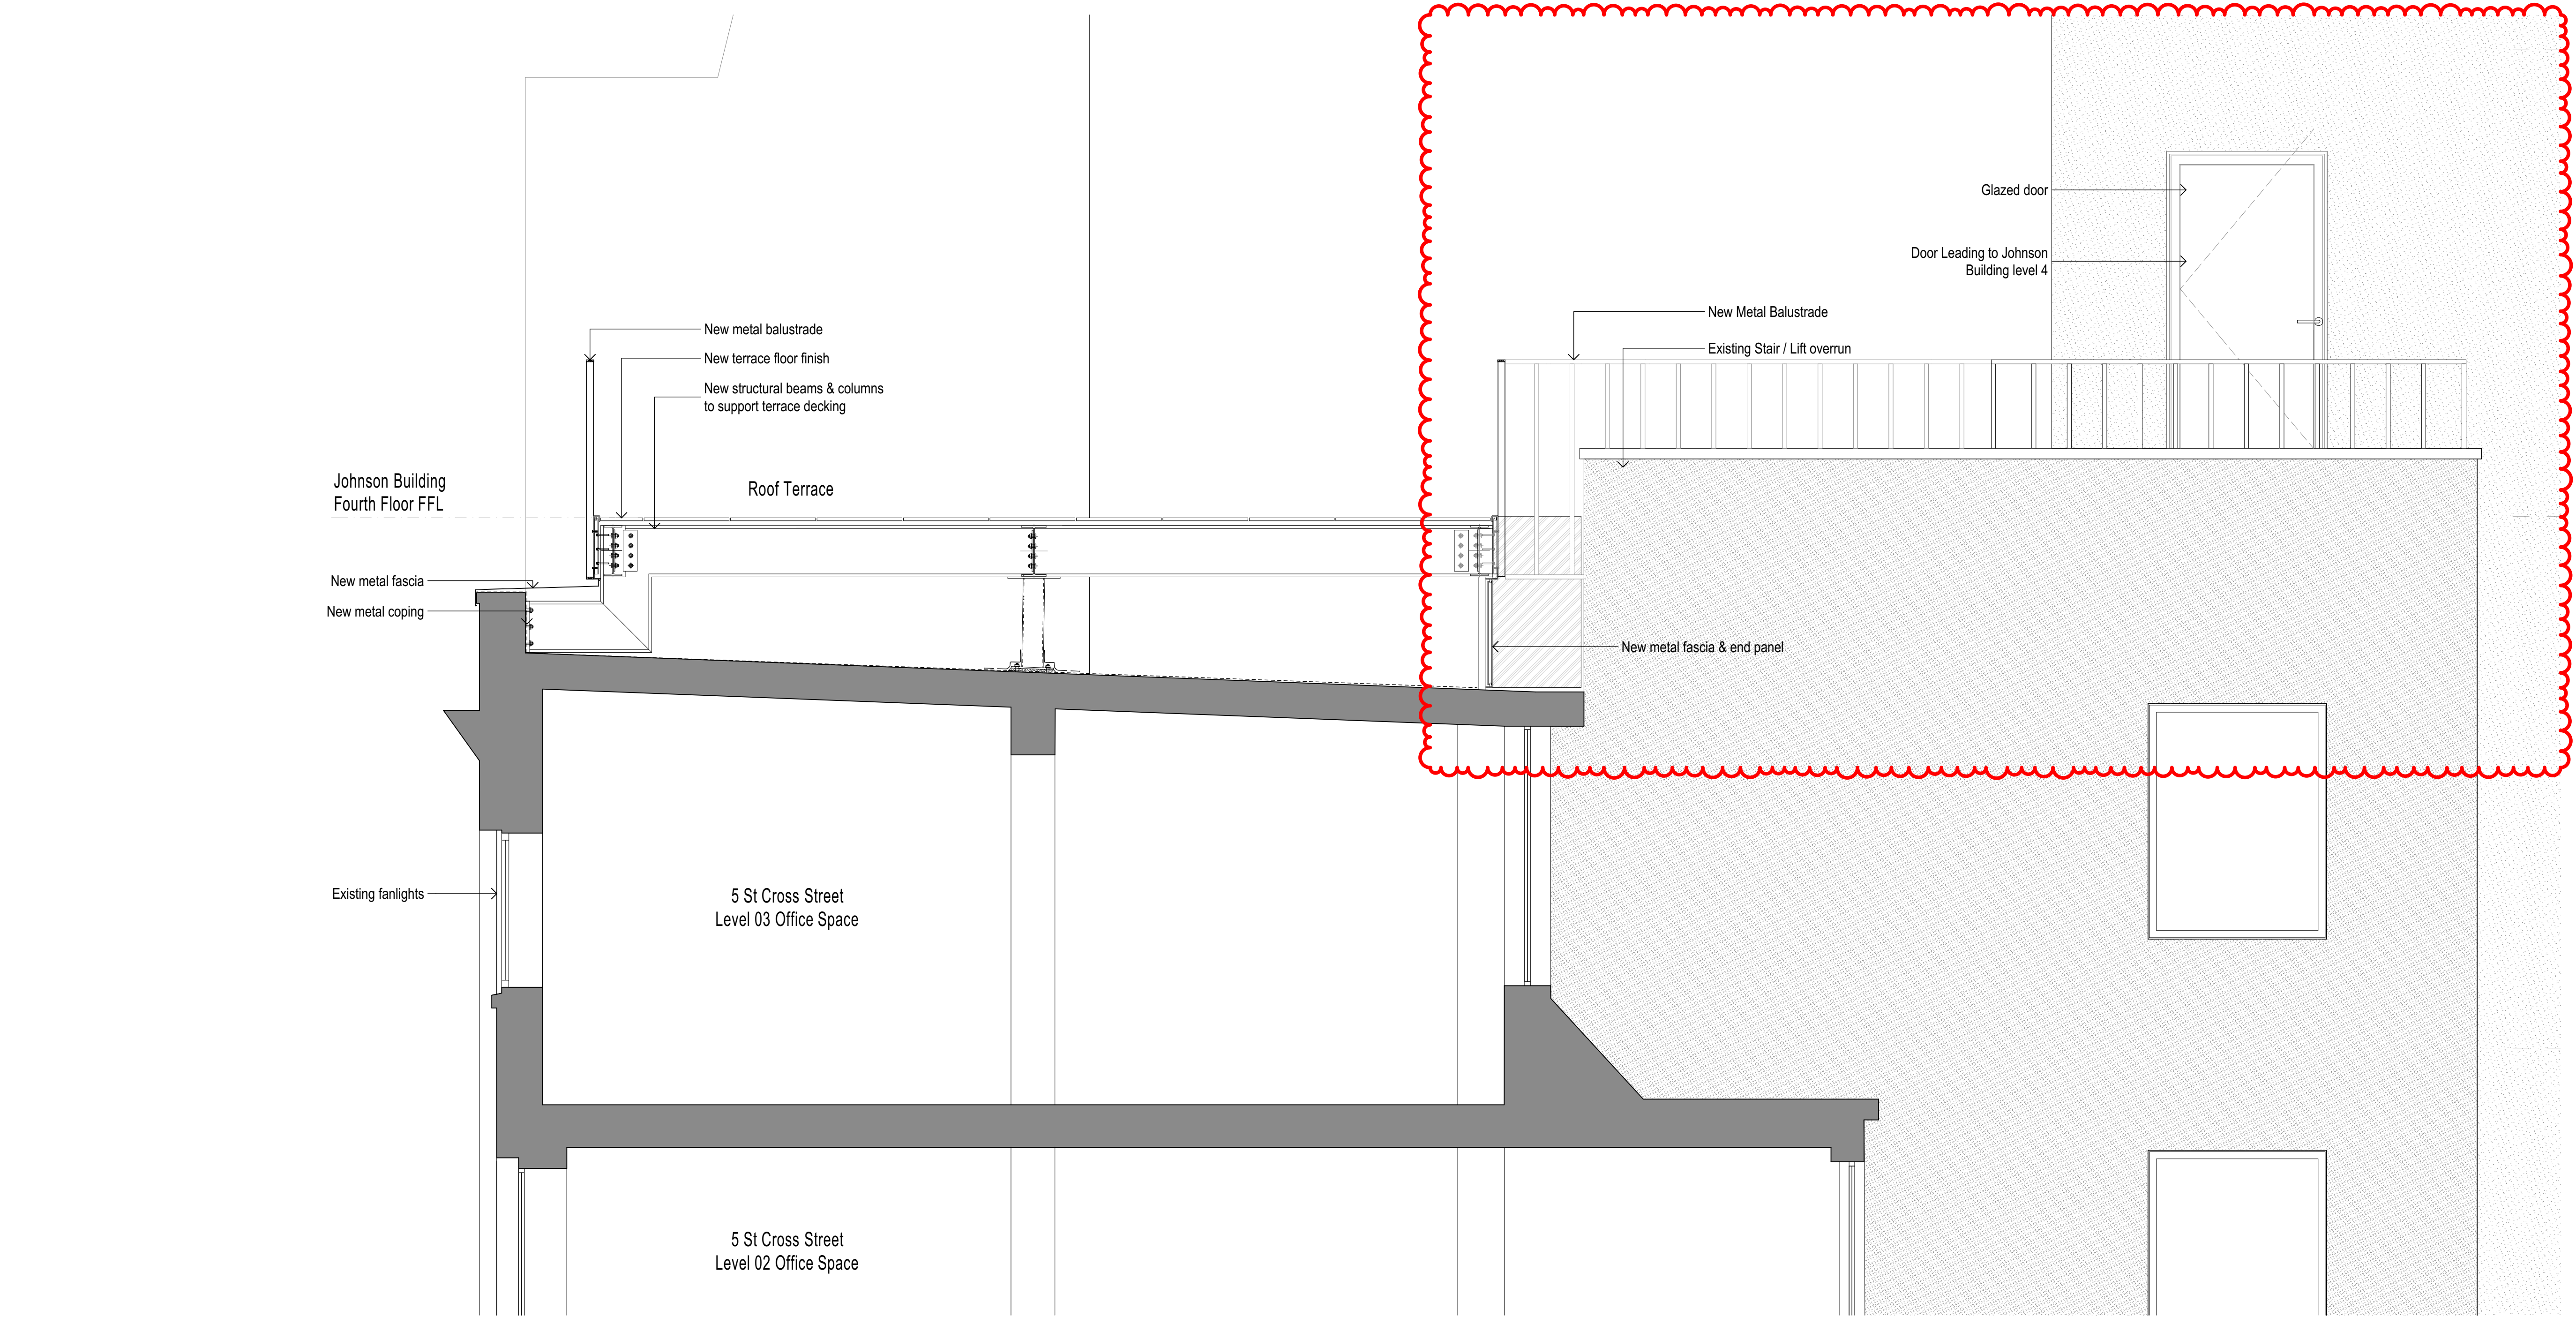 Glazed door
Door Leading to Johnson
Building level 4
New Metal Balustrade
Existing Stair / Lift overrun
New metal balustrade
New terrace floor finish
New structural beams & columns
to support terrace decking
Johnson Building
Fourth Floor FFL
Roof Terrace
New metal fascia
New metal coping
New metal fascia & end panel
Existing fanlights
5 St Cross Street
Level 03 Office Space
5 St Cross Street
Level 02 Office Space